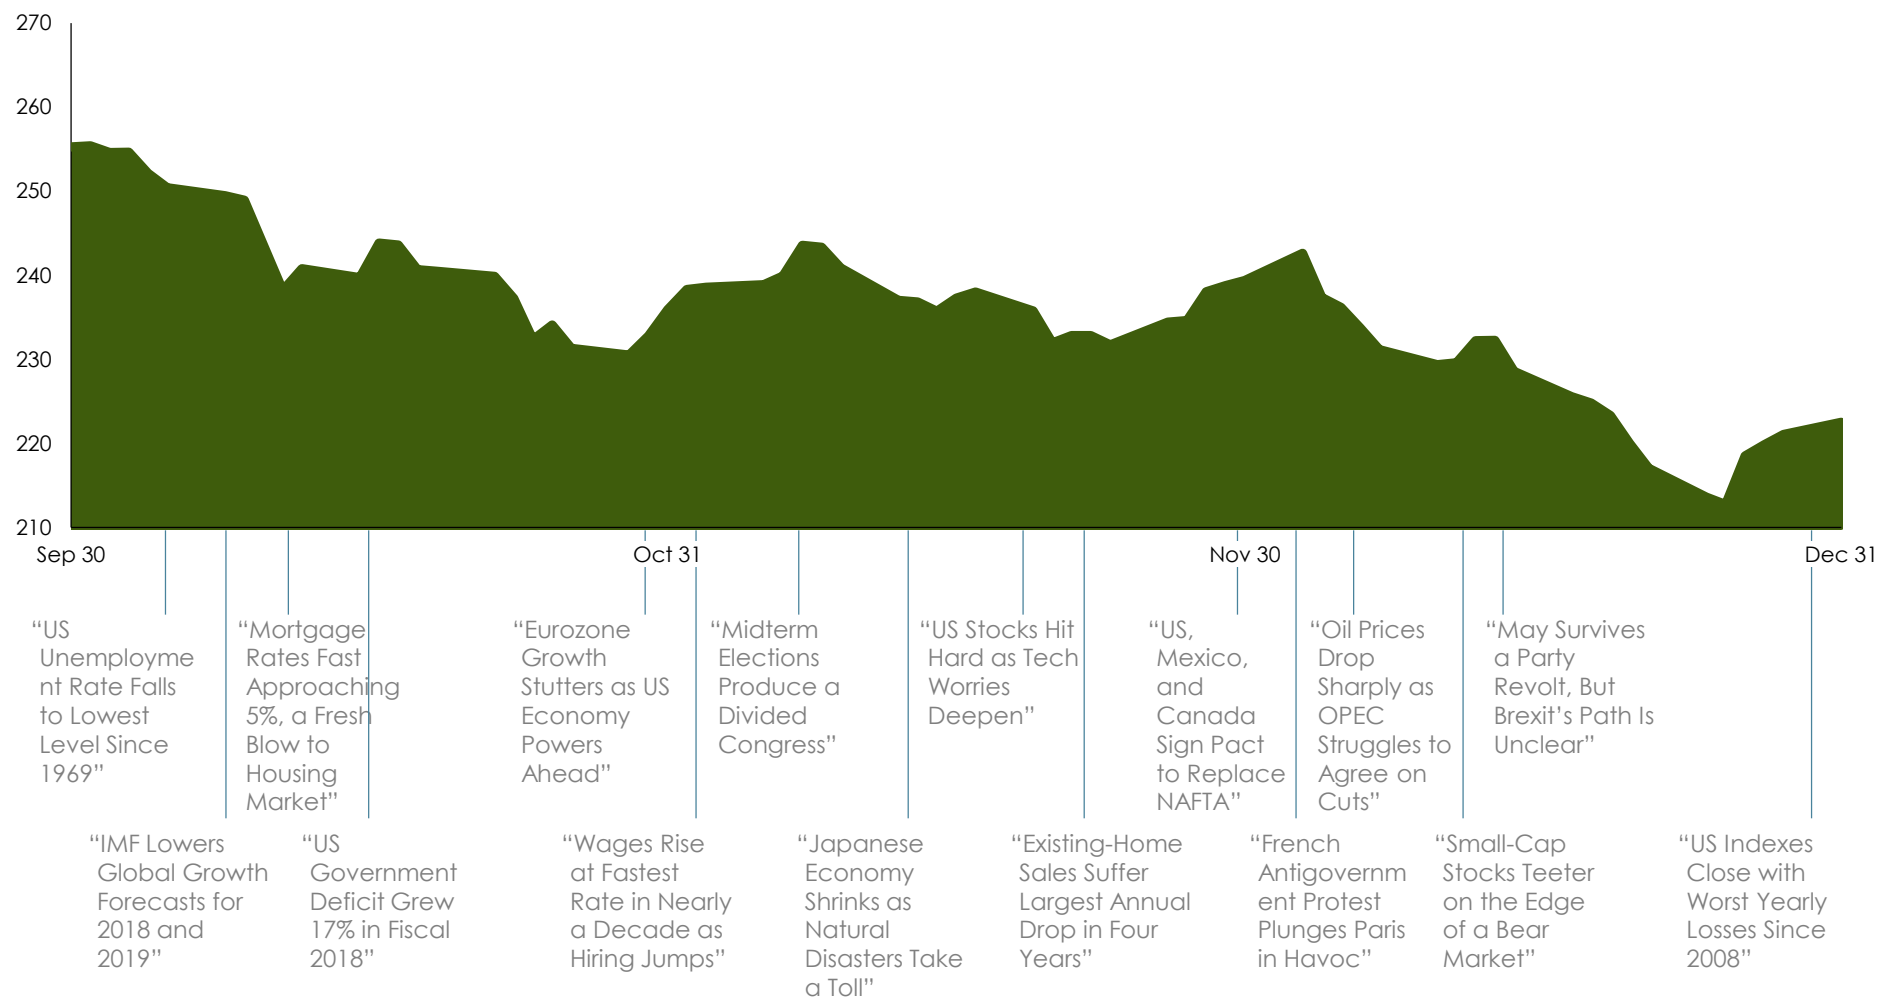 270
260
250
240
230
220
210
Sep 30
Oct 31
Nov 30
Dec 31
“US
Unemployme
nt Rate Falls
to Lowest
Level Since
1969”
“Mortgage
Rates Fast
Approaching
5%, a Fresh
Blow to
Housing
Market”
“Eurozone
Growth
Stutters as US
Economy
Powers
Ahead”
“Midterm
Elections
Produce a
Divided
Congress”
“US Stocks Hit
Hard as Tech
Worries
Deepen”
“US,
Mexico,
and
Canada
Sign Pact
to Replace
NAFTA”
“Oil Prices
Drop
Sharply as
OPEC
Struggles to
Agree on
Cuts”
“May Survives
a Party
Revolt, But
Brexit’s Path Is
Unclear”
“IMF Lowers
Global Growth
Forecasts for
2018 and
2019”
“US
Government
Deficit Grew
17% in Fiscal
2018”
“Wages Rise
at Fastest
Rate in Nearly
a Decade as
Hiring Jumps”
“Japanese
Economy
Shrinks as
Natural
Disasters Take
a Toll”
“Existing-Home
Sales Suffer
Largest Annual
Drop in Four
Years”
“French
Antigovernm
ent Protest
Plunges Paris
in Havoc”
“Small-Cap
Stocks Teeter
on the Edge
of a Bear
Market”
“US Indexes
Close with
Worst Yearly
Losses Since
2008”